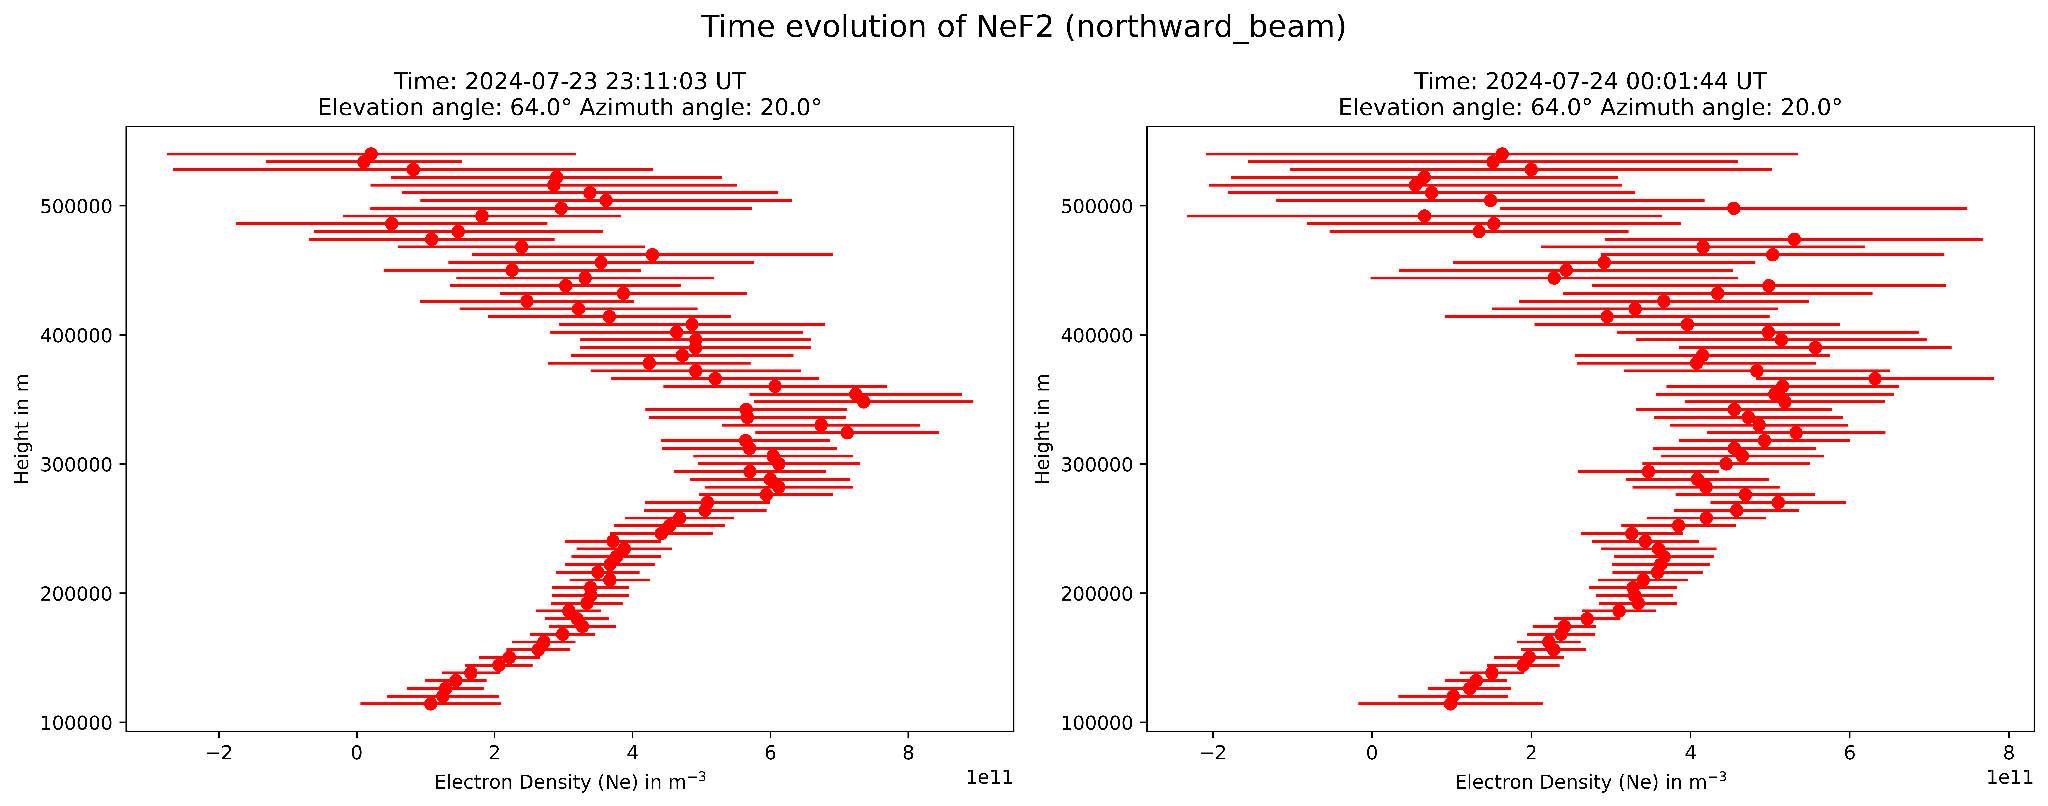 Time evolution of NeF2 (northward_beam)
Time: 2024-07-23 23:11:03 UT
Elevation angle: 64.0° Azimuth angle: 20.0°
500000
400000
300000
200000
100000
Height in m
−2 0 2 4 6 8
1e11
Electron Density (Ne) in m⁻³
Time: 2024-07-24 00:01:44 UT
Elevation angle: 64.0° Azimuth angle: 20.0°
500000
400000
300000
200000
100000
Height in m
−2 0 2 4 6 8
1e11
Electron Density (Ne) in m⁻³